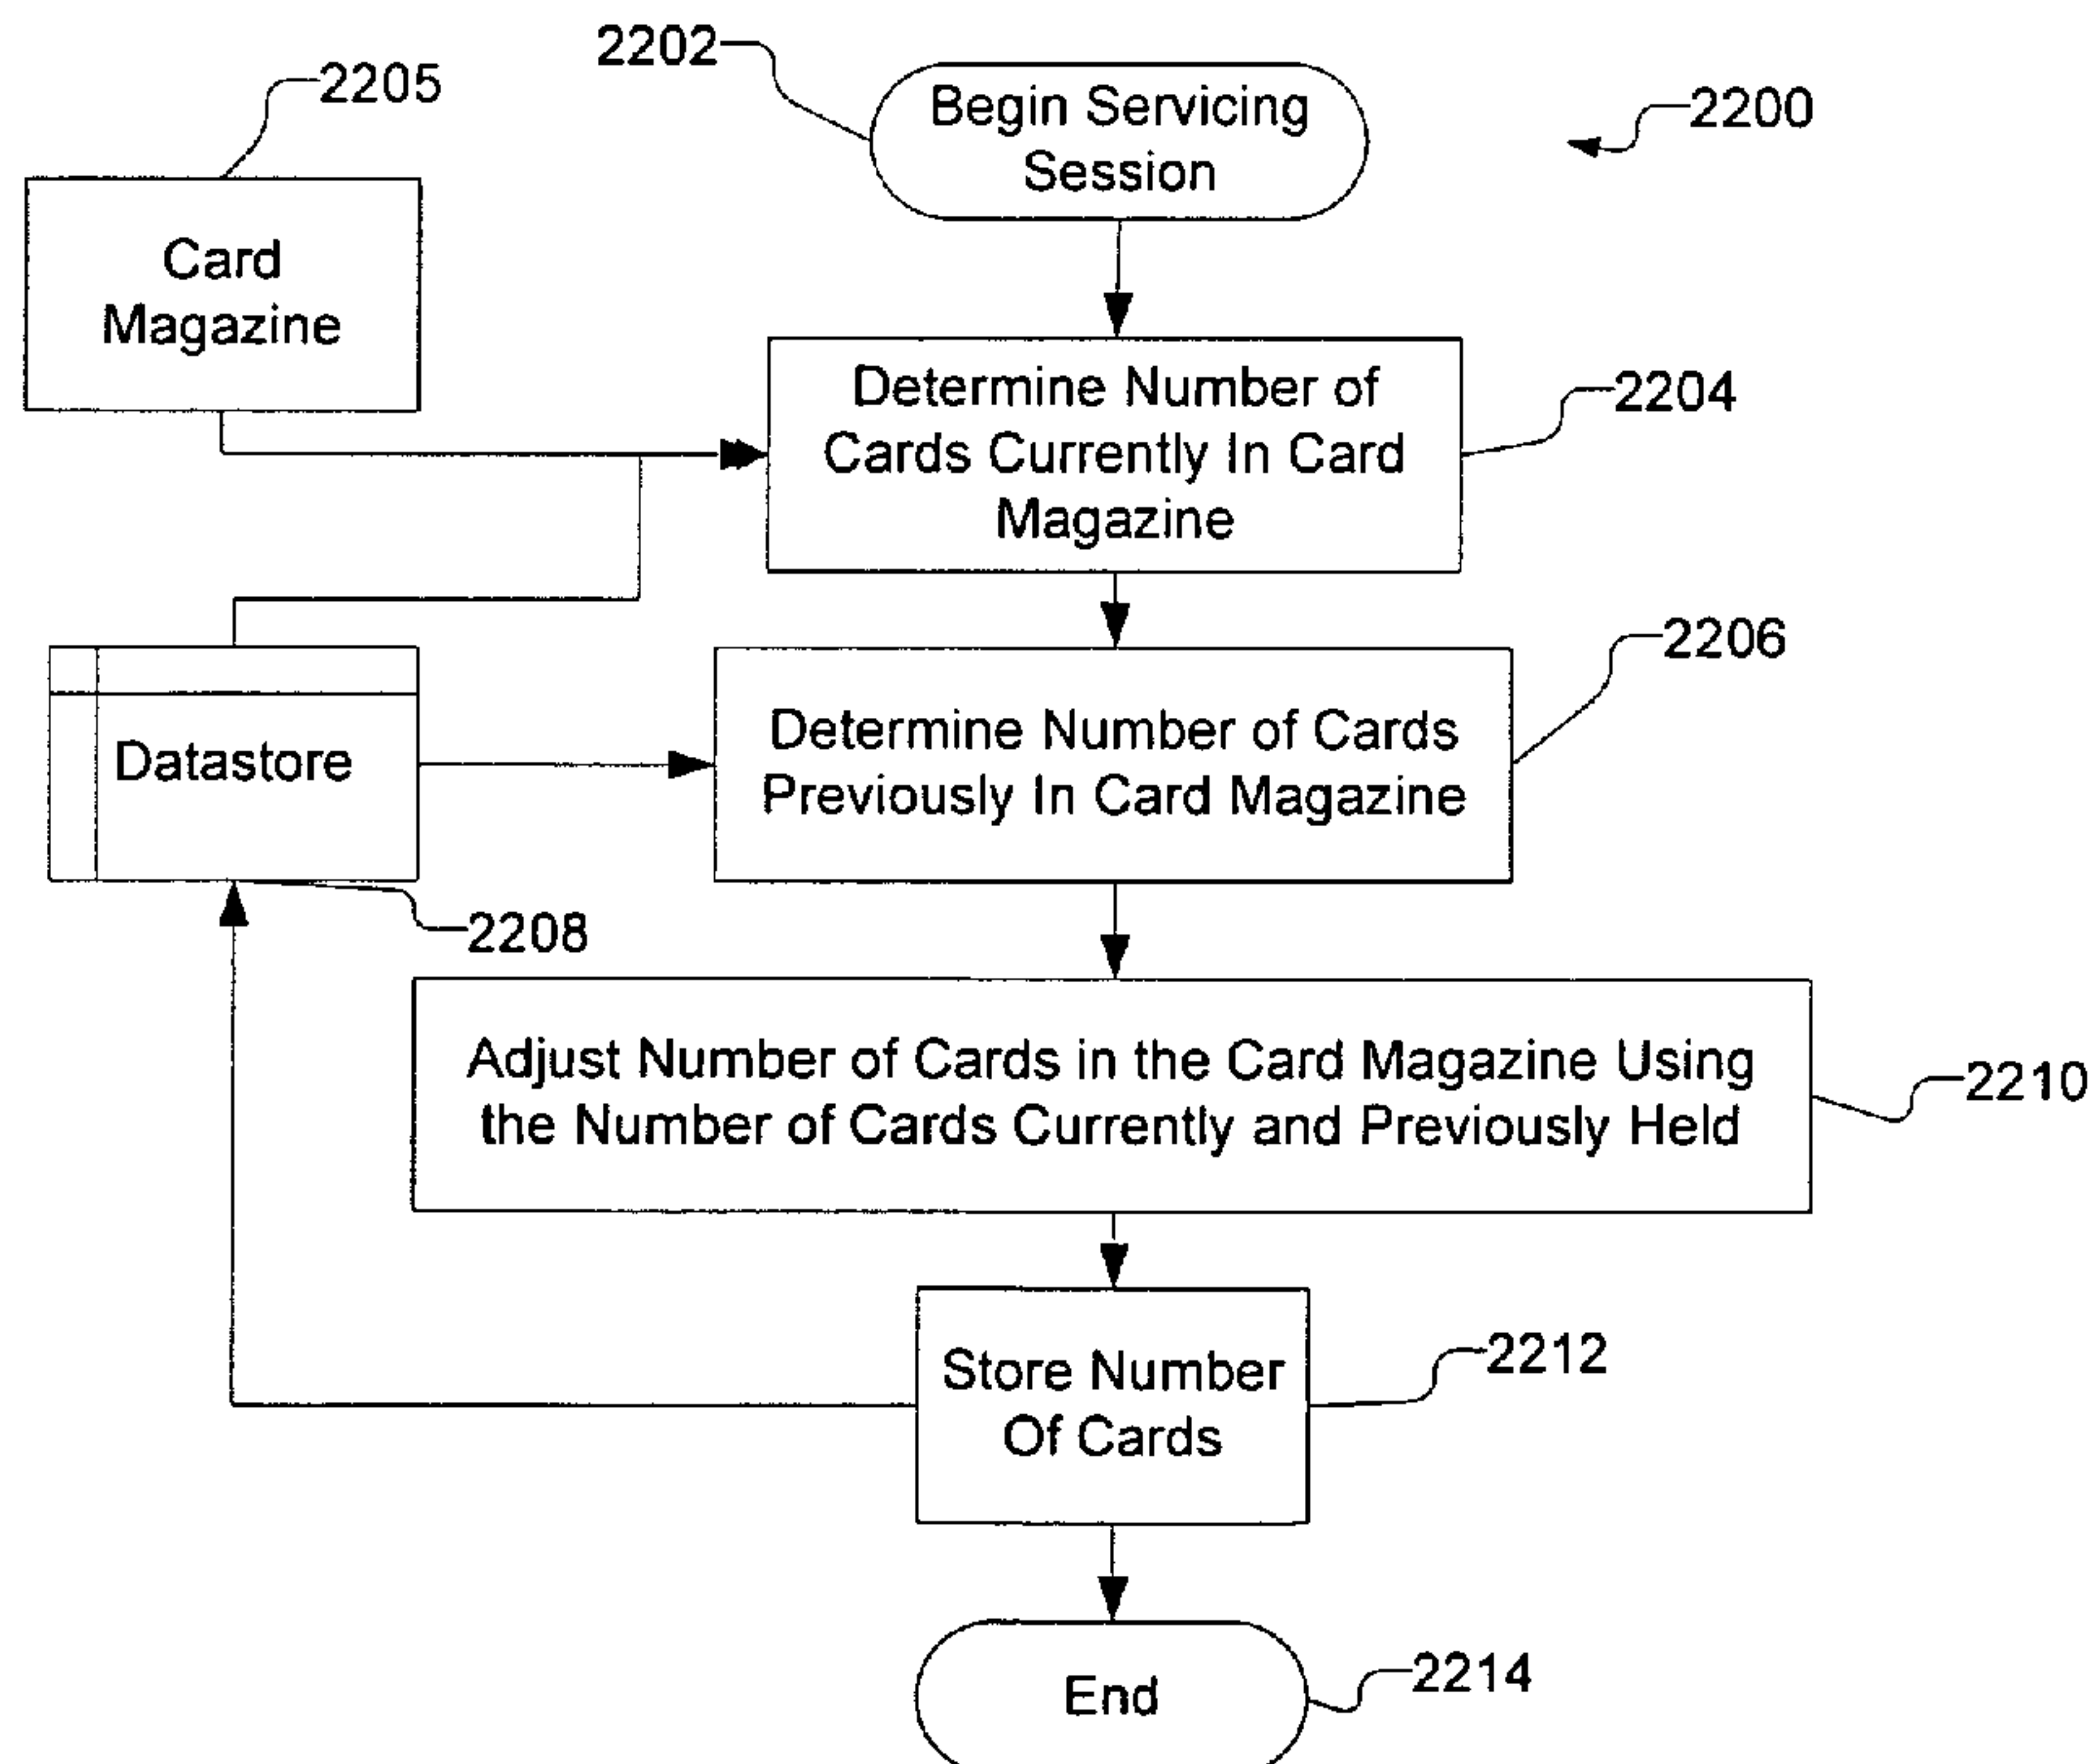 2202
Begin Servicing
Session
2200
2205
Card
Magazine
Determine Number of
Cards Currently In Card
Magazine
2204
Datastore
2208
Determine Number of Cards
Previously In Card Magazine
2206
Adjust Number of Cards in the Card Magazine Using
the Number of Cards Currently and Previously Held
2210
Store Number
Of Cards
2212
End
2214